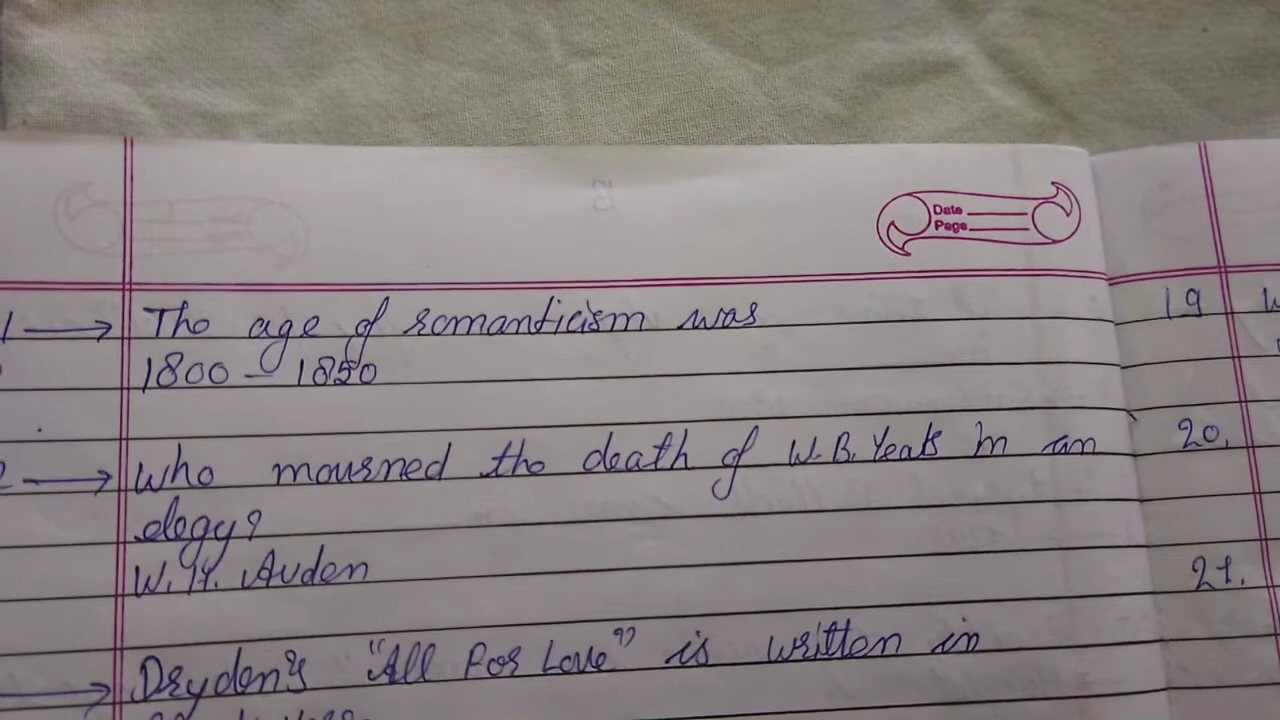 Date
Page
1 → The age of romanticism was
1800 - 1850
2 → Who mourned the death of W.B. Yeats in an
elegy?
W. H. Auden
→ Dryden's "All For Love" is written in
19
20.
21.